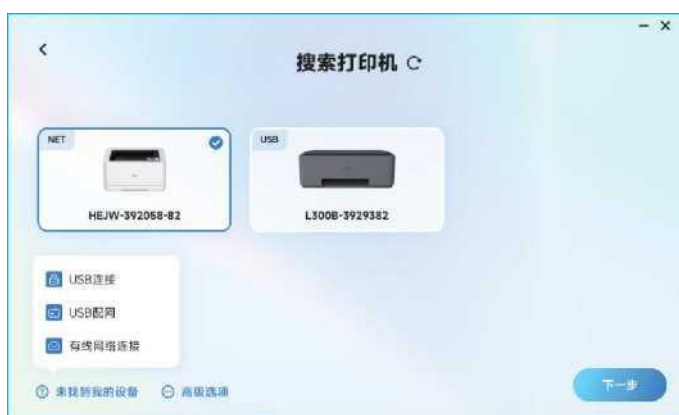 搜索打印机
NET
HEJW-392058-82
USB
L300B-3929382
USB连接
USB配网
有线网络连接
未找到我的设备
高级选项
下一步